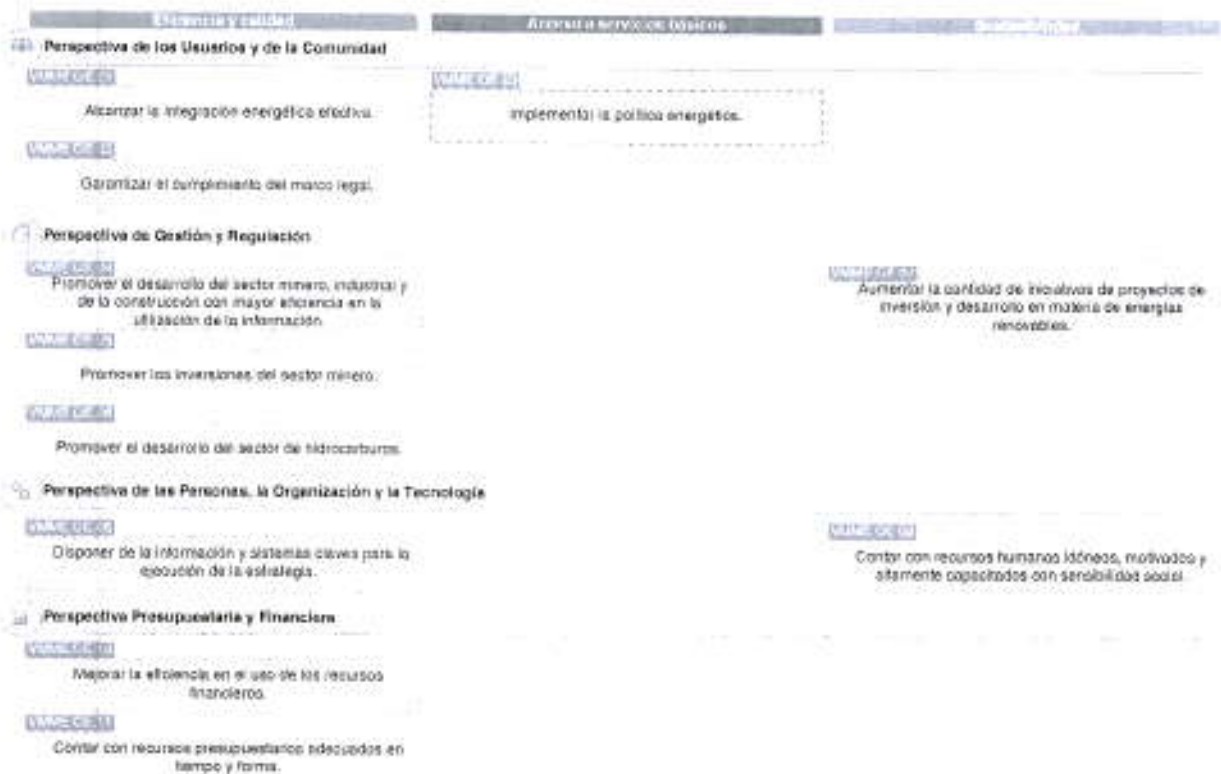 Eficiencia y calidad
Acceso a servicios básicos
Perspectiva de los Usuarios y de la Comunidad
Alcanzar la integración energética efectiva.
Implementar la política energética.
Garantizar el cumplimiento del marco legal.
Perspectiva de Gestión y Regulación
Promover el desarrollo del sector minero, industrial y
de la construcción con mayor eficiencia en la
utilización de la información.
Aumentar la cantidad de iniciativas de proyectos de
inversión y desarrollo en materia de energías
renovables.
Promover las inversiones del sector minero.
Promover el desarrollo del sector de hidrocarburos.
Perspectiva de las Personas, la Organización y la Tecnología
Disponer de la información y sistemas claves para la
ejecución de la estrategia.
Contar con recursos humanos idóneos, motivados y
altamente capacitados con sensibilidad social.
Perspectiva Presupuestaria y Financiera
Mejorar la eficiencia en el uso de los recursos
financieros.
Contar con recursos presupuestarios adecuados en
tiempo y forma.